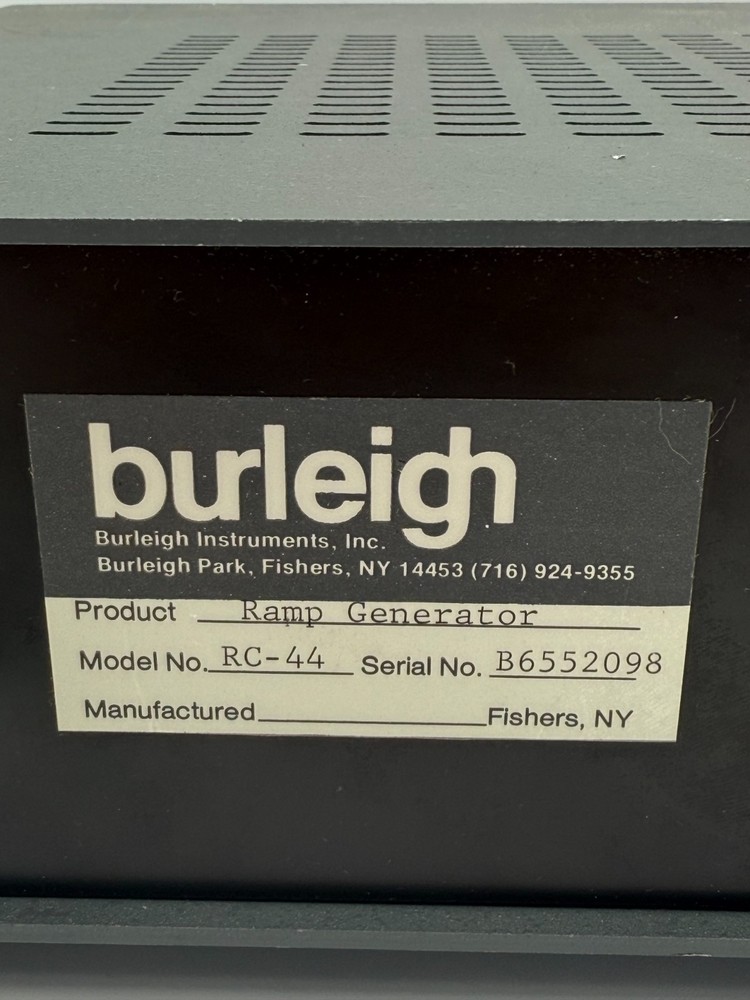 burleigh
Burleigh Instruments, Inc.
Burleigh Park, Fishers, NY 14453 (716) 924-9355
Product Ramp Generator
Model No. RC-44 Serial No. B6552098
Manufactured Fishers, NY